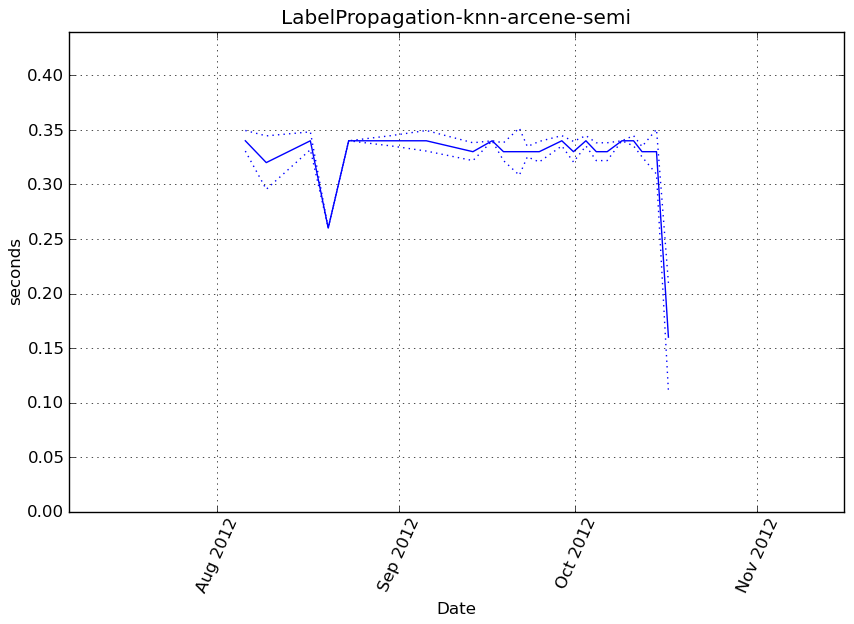 LabelPropagation-knn-arcene-semi
0.40
0.35
0.30
0.25
0.20
0.15
0.10
0.05
0.00
seconds
Aug 2012
Sep 2012
Oct 2012
Nov 2012
Date